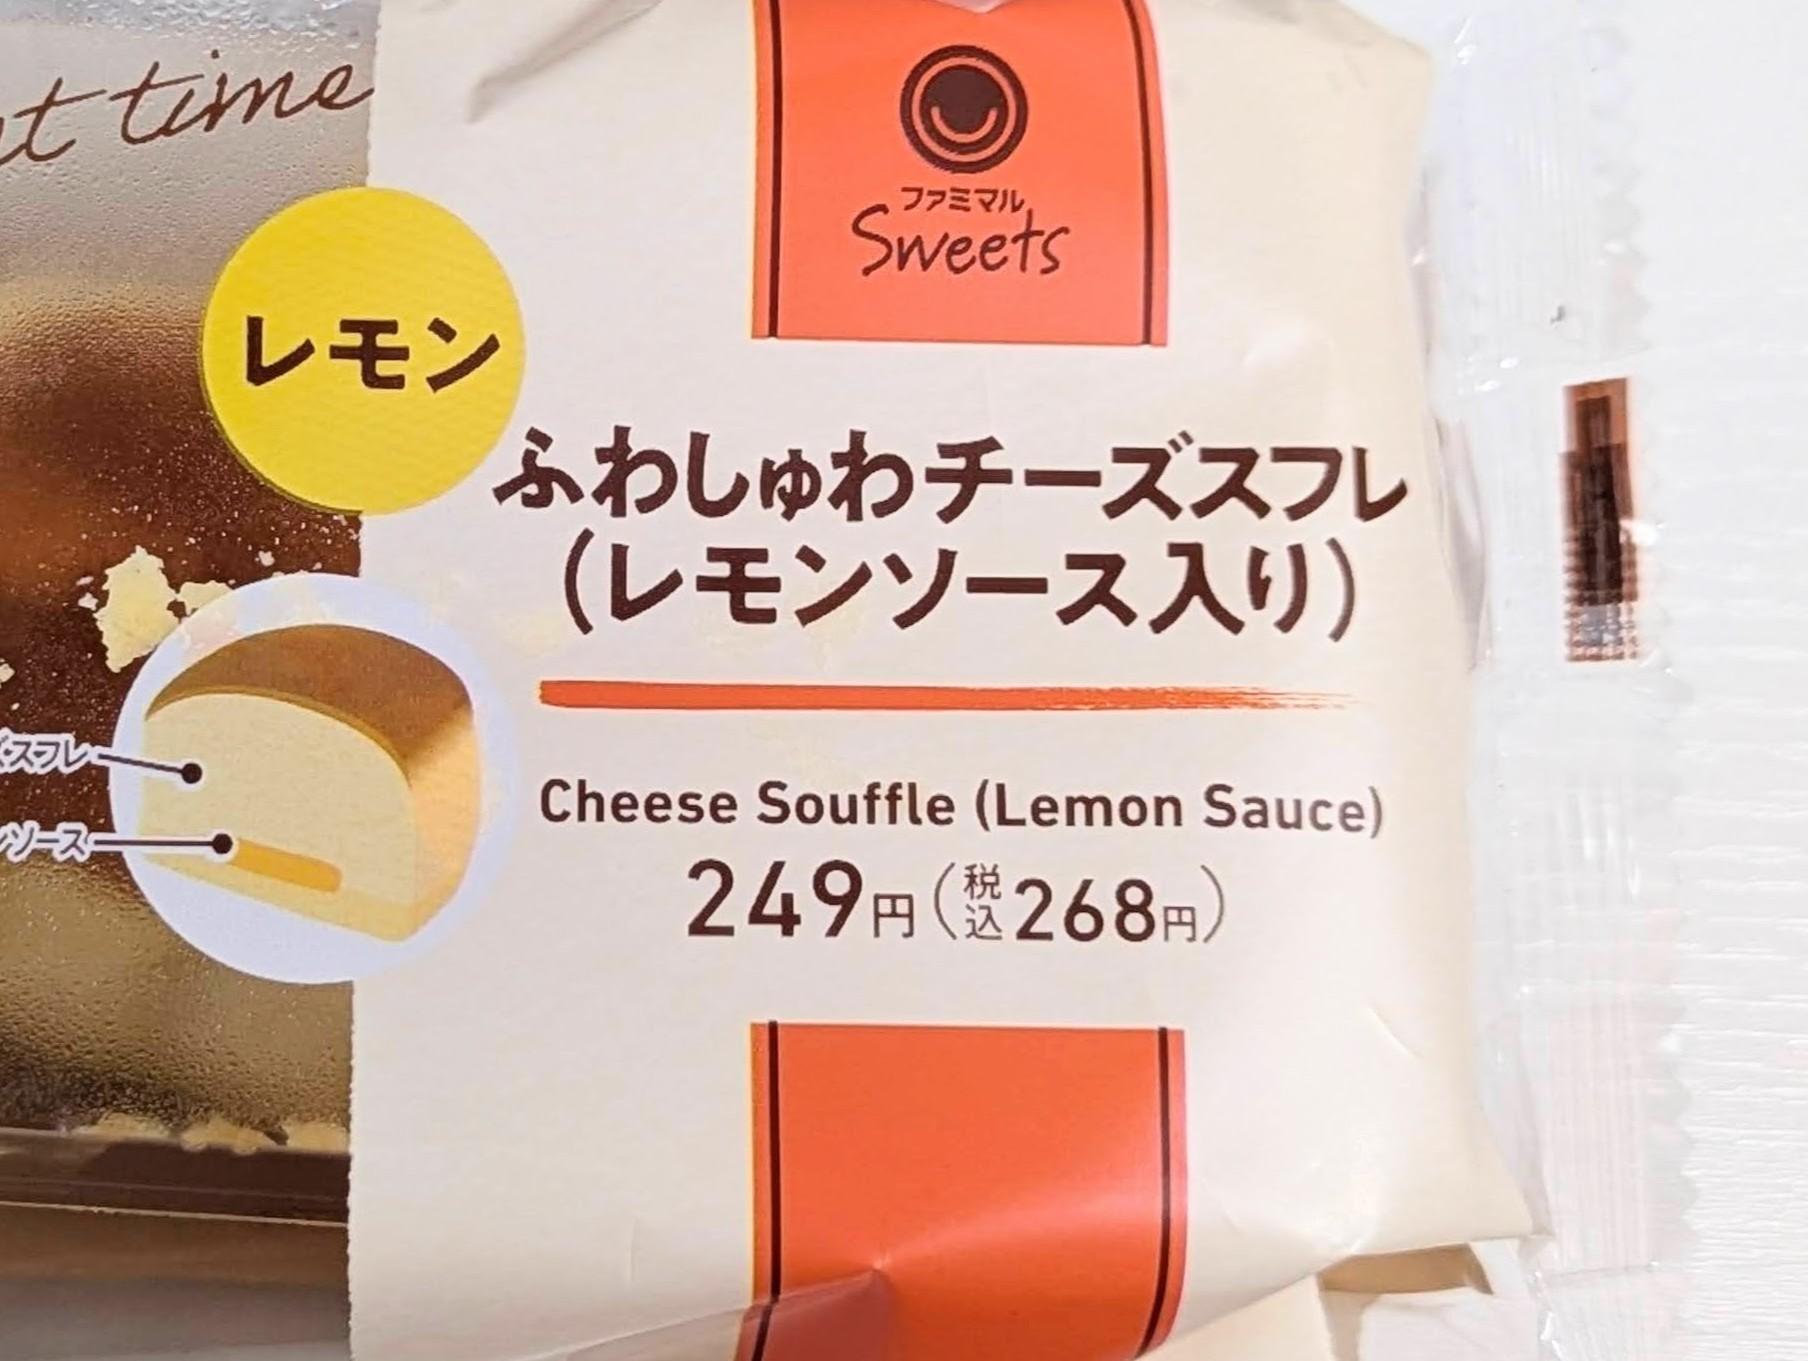 time
ファミマル
Sweets
レモン
ふわしゅわチーズスフレ
(レモンソース入り)
スフレ
ソース
Cheese Souffle (Lemon Sauce)
249円(税込268円)